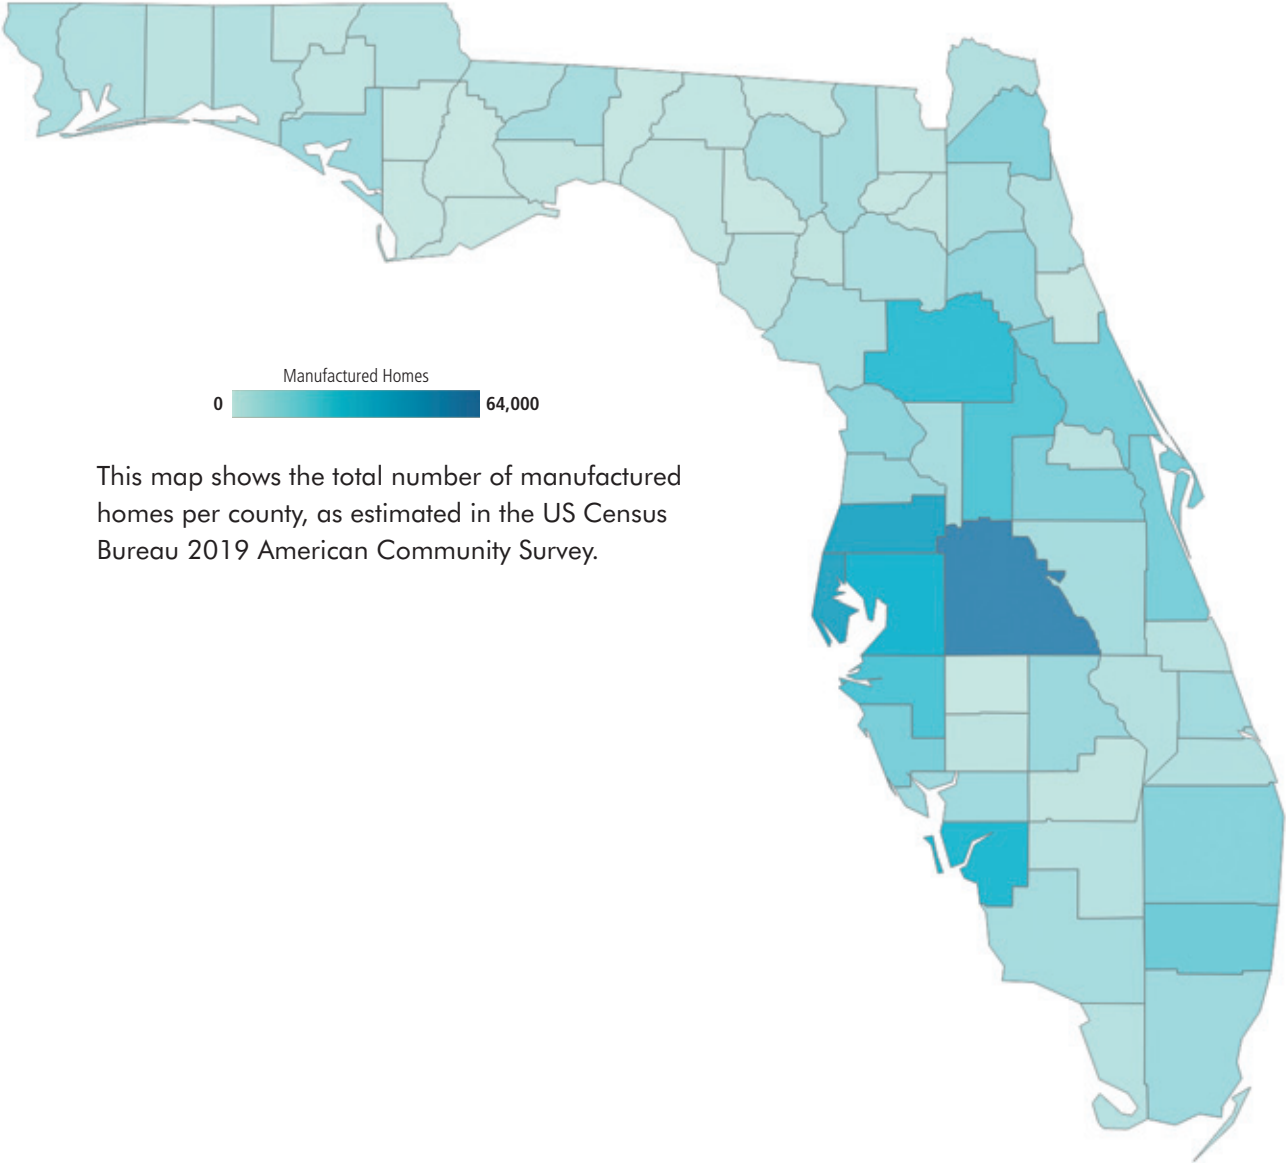 Manufactured Homes
0 64,000
This map shows the total number of manufactured
homes per county, as estimated in the US Census
Bureau 2019 American Community Survey.